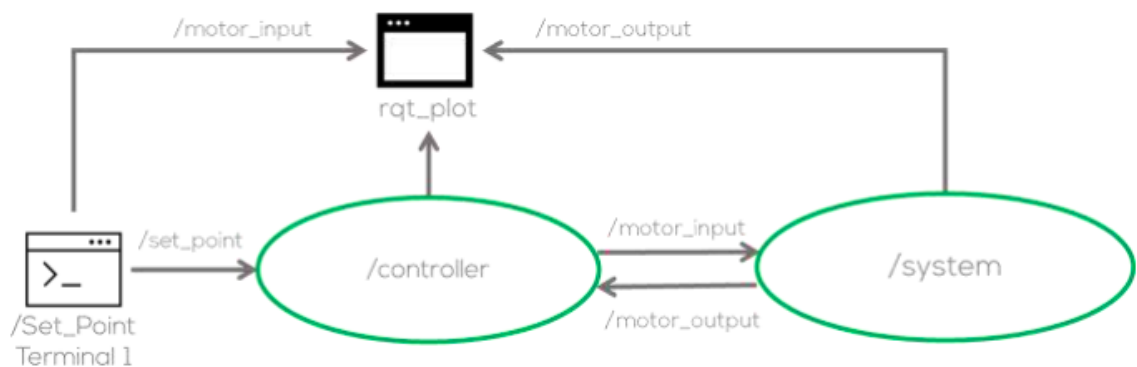 /motor_input
/motor_output
rqt_plot
/set_point
/controller
/motor_input
/system
/motor_output
/Set_Point
Terminal 1